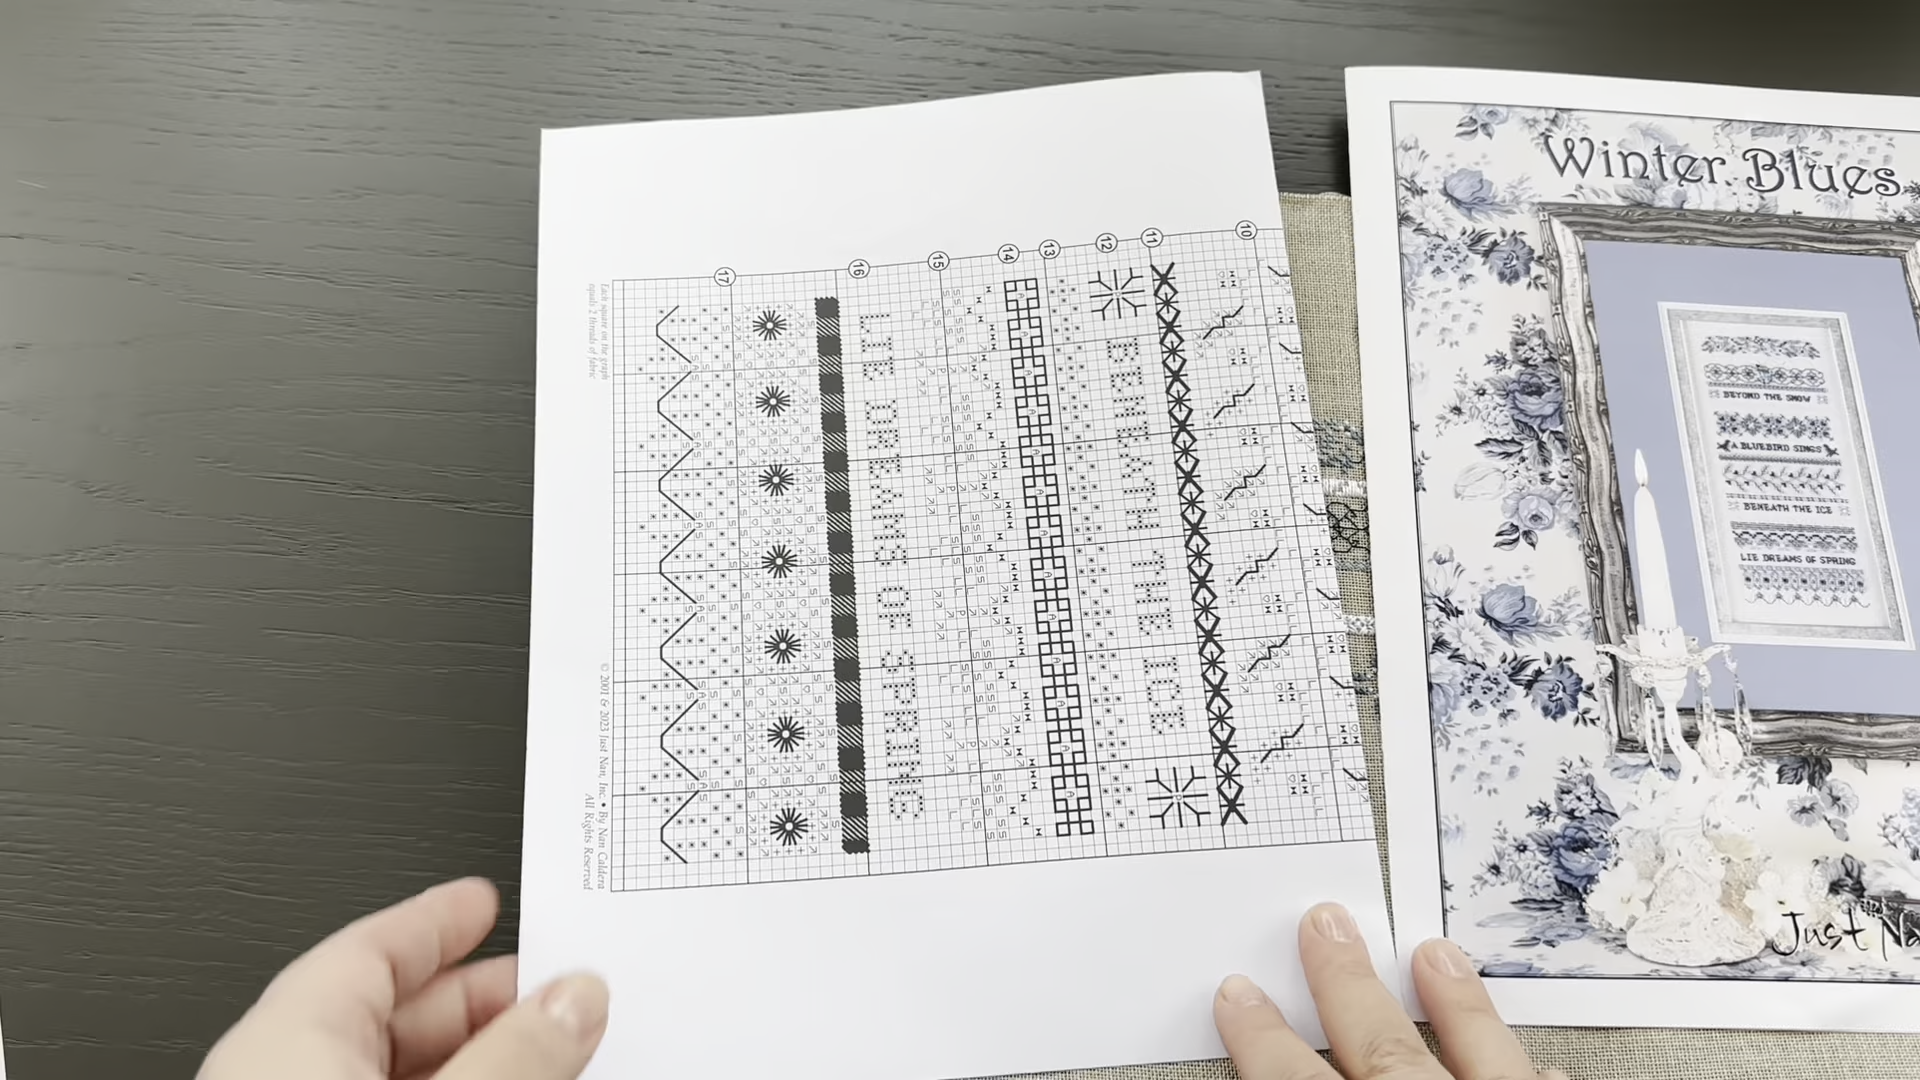 Winter Blues
BEYOND THE SNOW
A BLUEBIRD SINGS
BENEATH THE ICE
LIE DREAMS OF SPRING
Just Na
10
11
BENEATH THE ICE
12
13
14
15
LIE DREAMS OF SPRING
16
17
Each square on the graph
equals 2 threads of fabric
© 2001 & 2023 Just Nan, Inc. • By Nan Caldera
All Rights Reserved